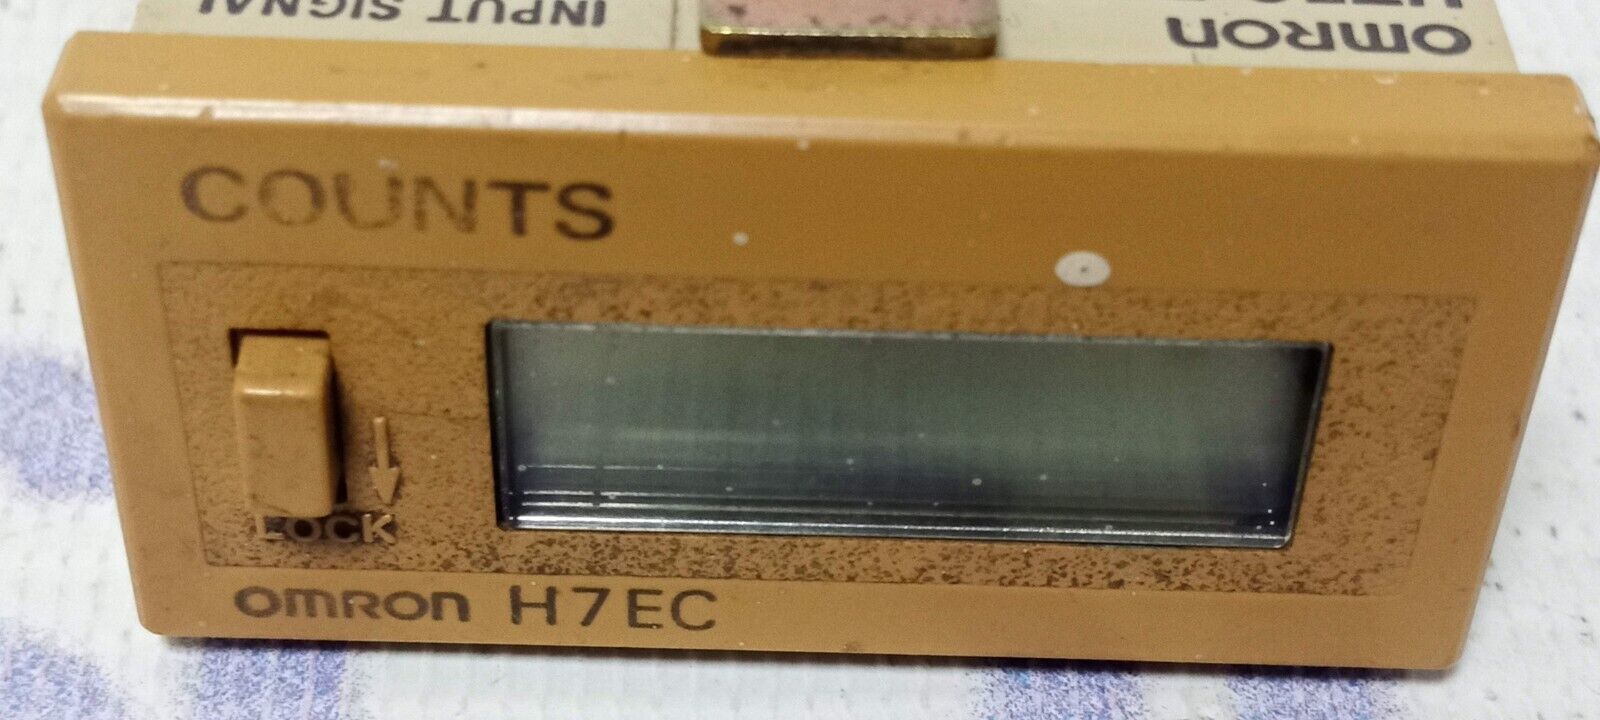 INPUT SIGNAL
OMRON
COUNTS
LOCK
OMRON H7EC